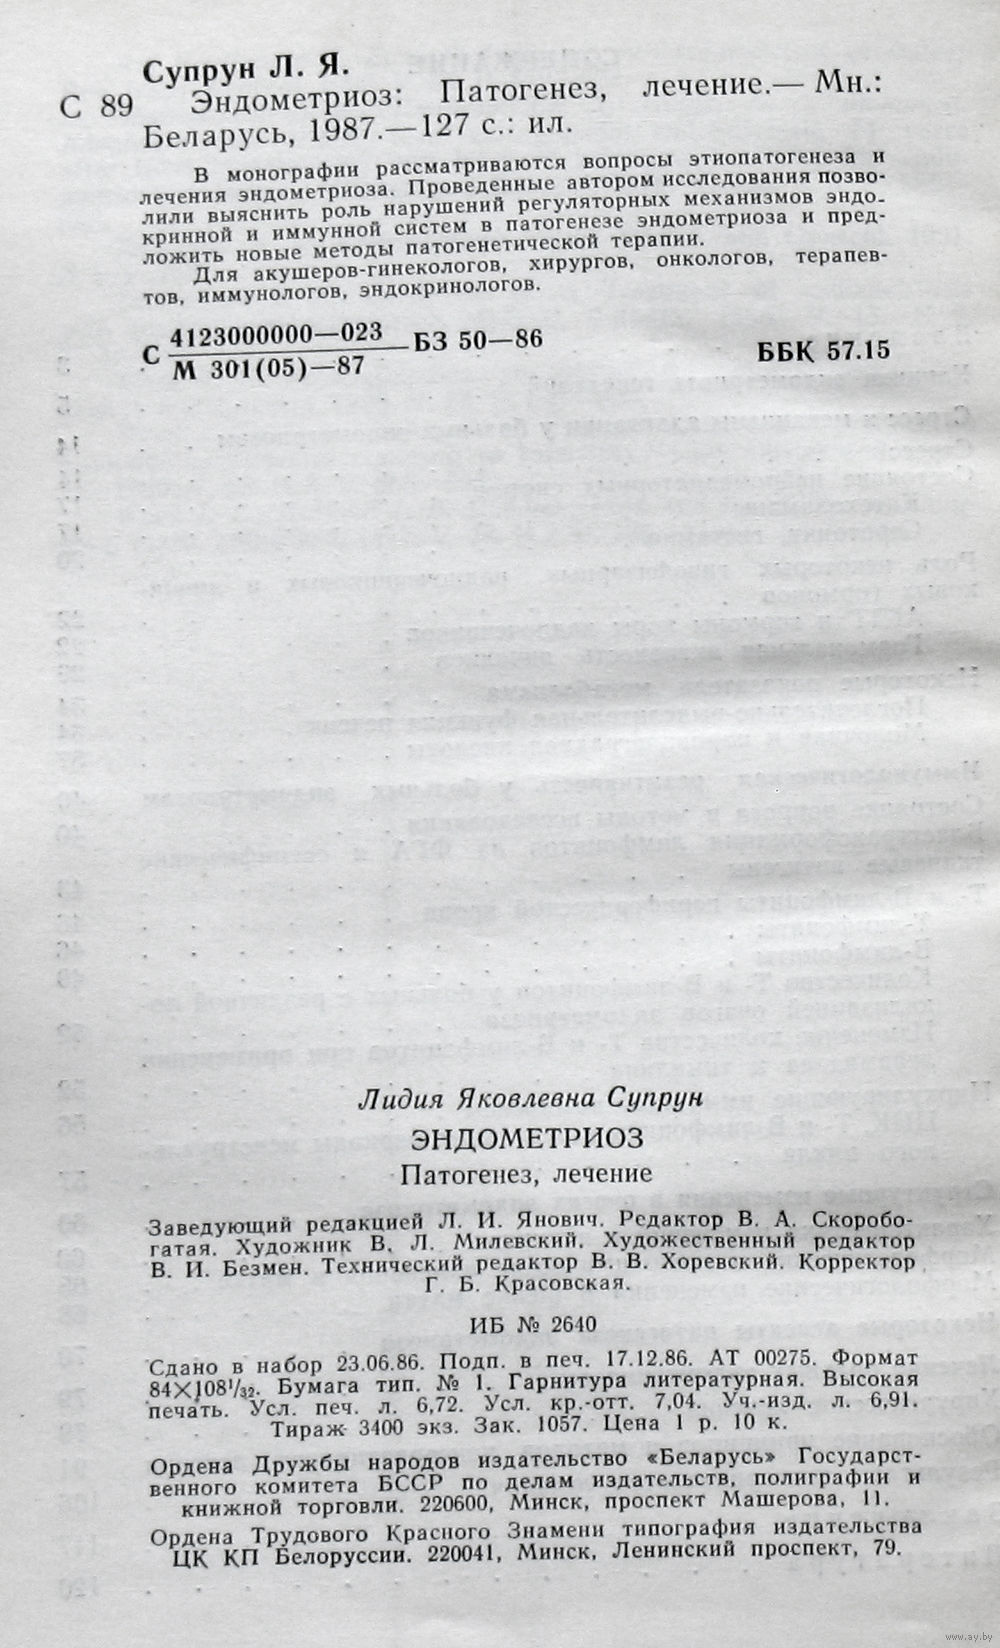 Супрун Л. Я.
С 89 Эндометриоз: Патогенез, лечение.— Мн.:
Беларусь, 1987.—127 с.: ил.
В монографии рассматриваются вопросы этиопатогенеза и
лечения эндометриоза. Проведенные автором исследования позво-
лили выяснить роль нарушений регуляторных механизмов эндо-
кринной и иммунной систем в патогенезе эндометриоза и пред-
ложить новые методы патогенетической терапии.
Для акушеров-гинекологов, хирургов, онкологов, терапев-
тов, иммунологов, эндокринологов.
С 4123000000—023 БЗ 50—86
М 301(05)—87
ББК 57.15
Лидия Яковлевна Супрун
ЭНДОМЕТРИОЗ
Патогенез, лечение
Заведующий редакцией Л. И. Янович. Редактор В. А. Скоробо-
гатая. Художник В. Л. Милевский. Художественный редактор
В. И. Безмен. Технический редактор В. В. Хоревский. Корректор
Г. Б. Красовская.
ИБ № 2640
Сдано в набор 23.06.86. Подп. в печ. 17.12.86. АТ 00275. Формат
84×108¹/₃₂. Бумага тип. № 1. Гарнитура литературная. Высокая
печать. Усл. печ. л. 6,72. Усл. кр.-отт. 7,04. Уч.-изд. л. 6,91.
Тираж 3400 экз. Зак. 1057. Цена 1 р. 10 к.
Ордена Дружбы народов издательство «Беларусь» Государст-
венного комитета БССР по делам издательств, полиграфии и
книжной торговли. 220600, Минск, проспект Машерова, 11.
Ордена Трудового Красного Знамени типография издательства
ЦК КП Белоруссии. 220041, Минск, Ленинский проспект, 79.
www.ay.by